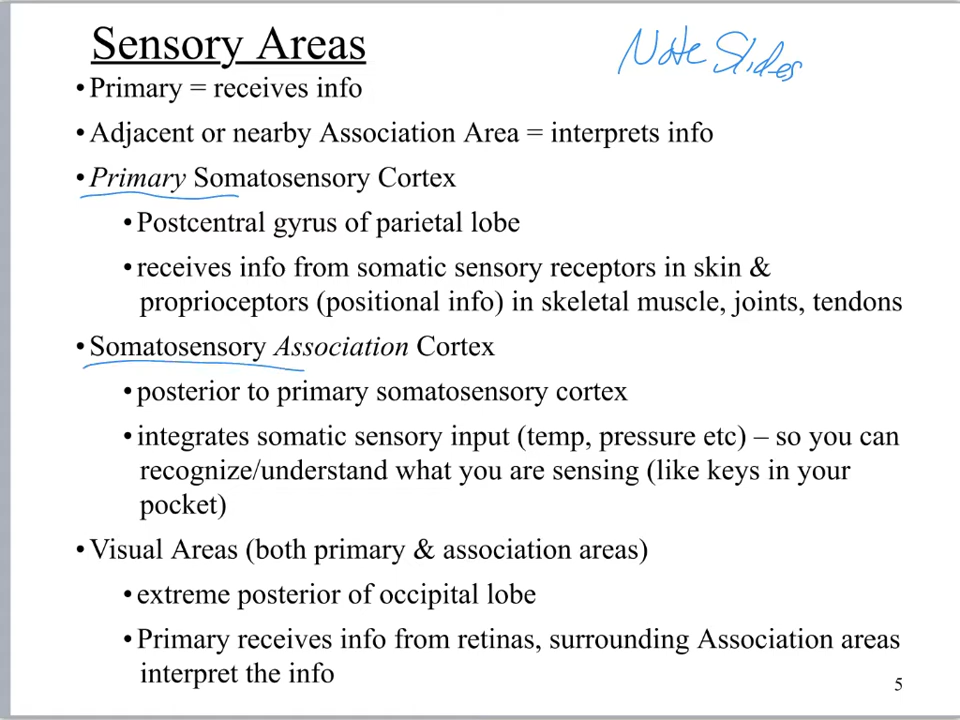 Sensory Areas
Note Slides
•Primary = receives info
•Adjacent or nearby Association Area = interprets info
•Primary Somatosensory Cortex
•Postcentral gyrus of parietal lobe
•receives info from somatic sensory receptors in skin &
proprioceptors (positional info) in skeletal muscle, joints, tendons
•Somatosensory Association Cortex
•posterior to primary somatosensory cortex
•integrates somatic sensory input (temp, pressure etc) – so you can
recognize/understand what you are sensing (like keys in your
pocket)
•Visual Areas (both primary & association areas)
•extreme posterior of occipital lobe
•Primary receives info from retinas, surrounding Association areas
interpret the info
5